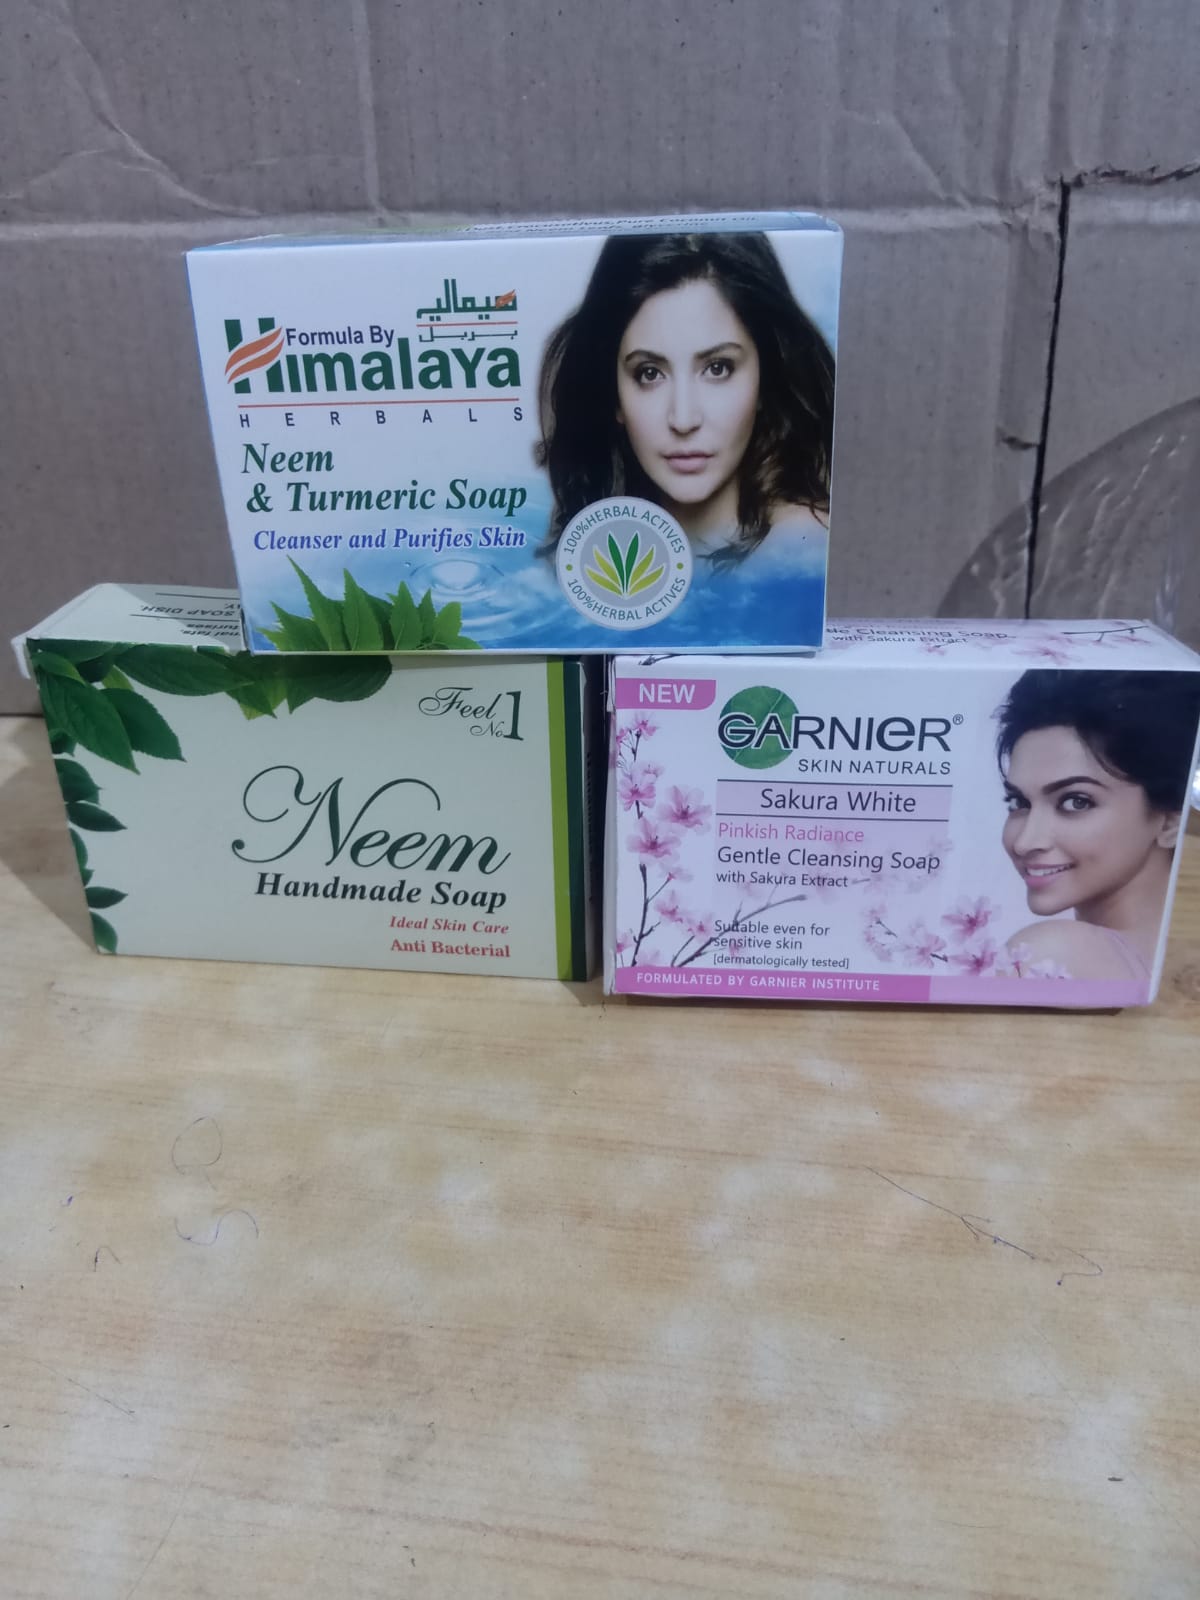 Formula By
هيماليا
هربلز
Himalaya
HERBALS
Neem
& Turmeric Soap
Cleanser and Purifies Skin
100%HERBAL ACTIVES
100%HERBAL ACTIVES
SOAP DISH
Feel
No.1
Neem
Handmade Soap
Ideal Skin Care
Anti Bacterial
Cleansing Soap
with Sakura Extract
NEW
GARNIER®
SKIN NATURALS
Sakura White
Pinkish Radiance
Gentle Cleansing Soap
with Sakura Extract
Suitable even for
sensitive skin
[dermatologically tested]
FORMULATED BY GARNIER INSTITUTE